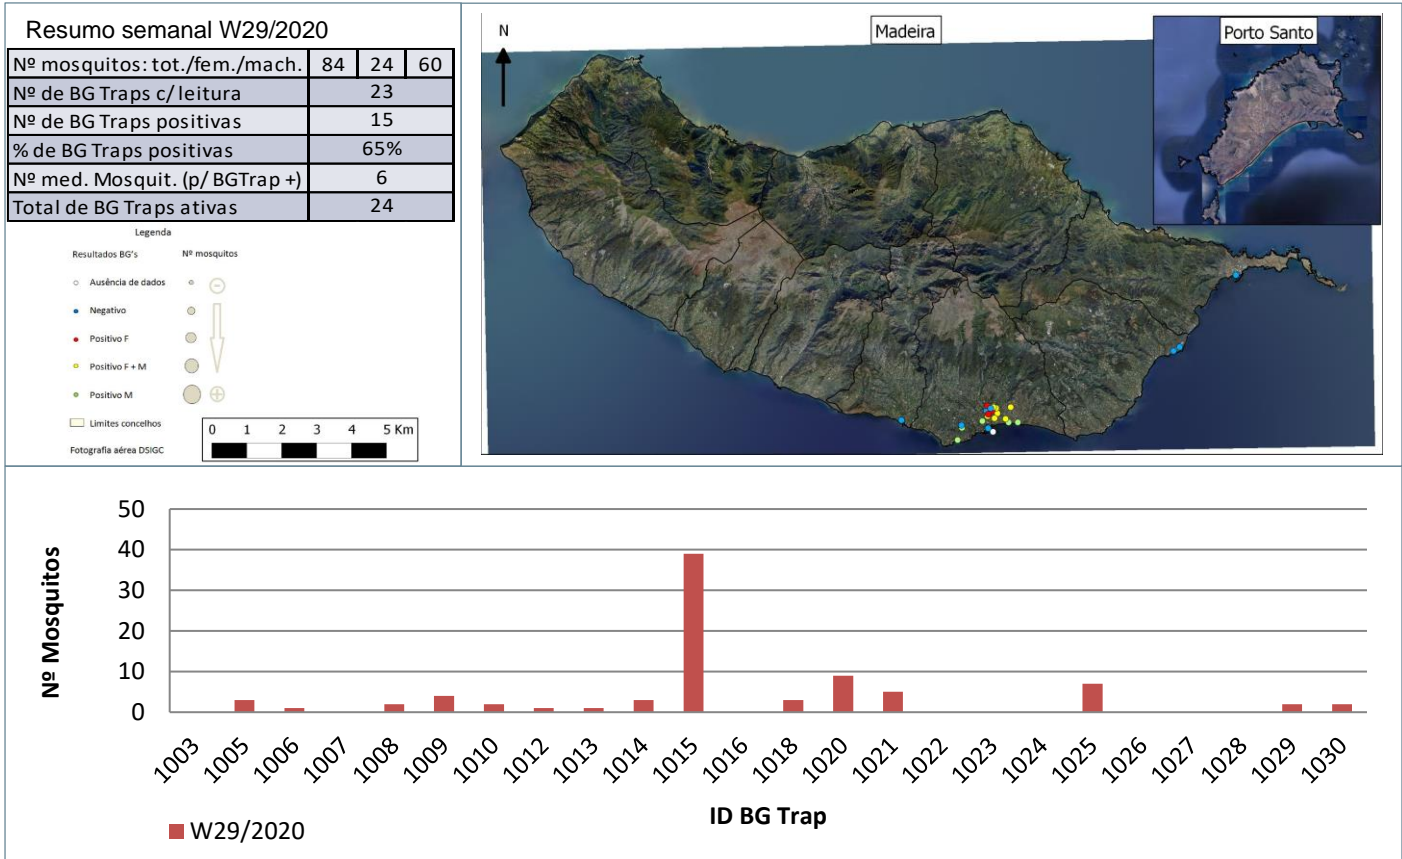 Resumo semanal W29/2020
Nº mosquitos: tot./fem./mach. 84 24 60
Nº de BG Traps c/ leitura 23
Nº de BG Traps positivas 15
% de BG Traps positivas 65%
Nº med. Mosquit. (p/ BGTrap +) 6
Total de BG Traps ativas 24
Legenda
Resultados BG's Nº mosquitos
Ausência de dados
Negativo
Positivo F
Positivo F + M
Positivo M
Limites concelhos
Fotografia aérea DSIGC
0 1 2 3 4 5 Km
N
Madeira
Porto Santo
Nº Mosquitos
50
40
30
20
10
0
1003 1005 1006 1007 1008 1009 1010 1012 1013 1014 1015 1016 1018 1020 1021 1022 1023 1024 1025 1026 1027 1028 1029 1030
ID BG Trap
W29/2020